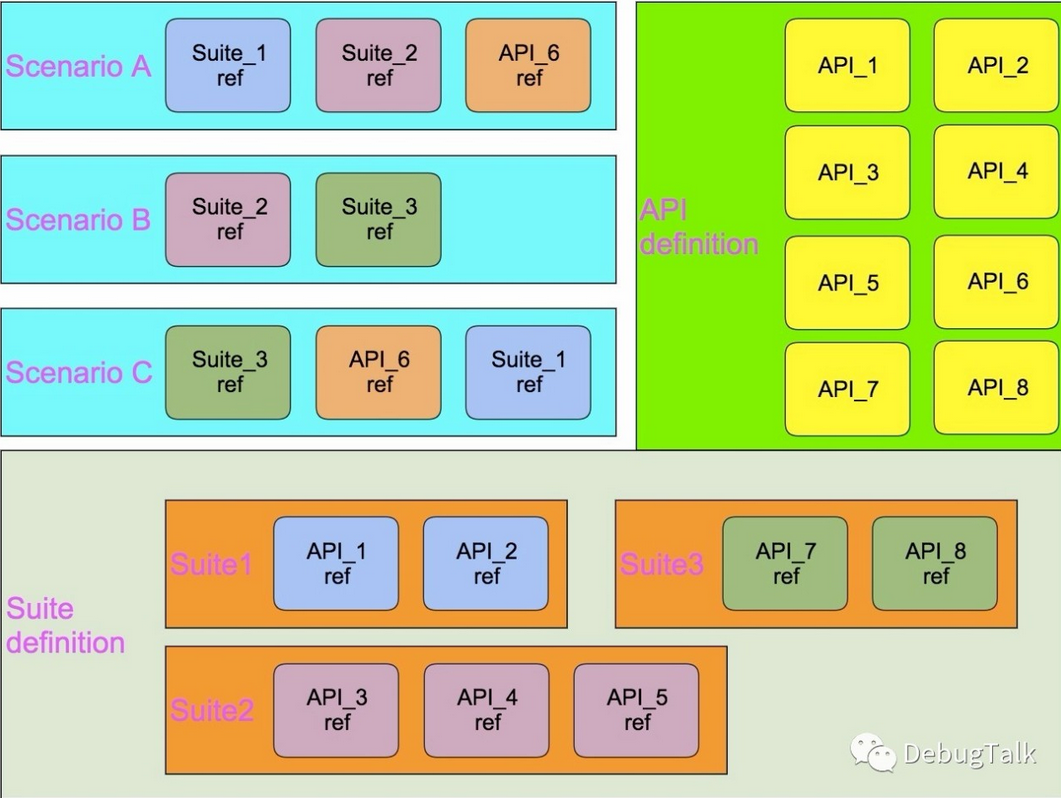 Scenario A
Suite_1
ref
Suite_2
ref
API_6
ref
Scenario B
Suite_2
ref
Suite_3
ref
Scenario C
Suite_3
ref
API_6
ref
Suite_1
ref
API
definition
API_1
API_2
API_3
API_4
API_5
API_6
API_7
API_8
Suite
definition
Suite1
API_1
ref
API_2
ref
Suite3
API_7
ref
API_8
ref
Suite2
API_3
ref
API_4
ref
API_5
ref
DebugTalk